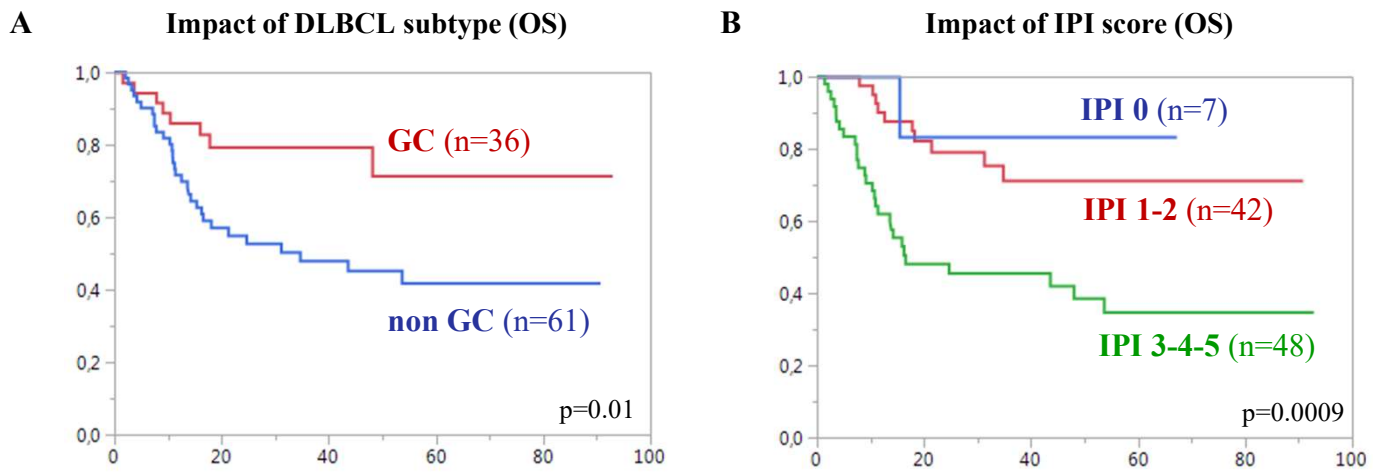 A
Impact of DLBCL subtype (OS)
1,0
0,8
0,6
0,4
0,2
0,0
0
20
40
60
80
100
GC (n=36)
non GC (n=61)
p=0.01
B
Impact of IPI score (OS)
1,0
0,8
0,6
0,4
0,2
0,0
0
20
40
60
80
100
IPI 0 (n=7)
IPI 1-2 (n=42)
IPI 3-4-5 (n=48)
p=0.0009